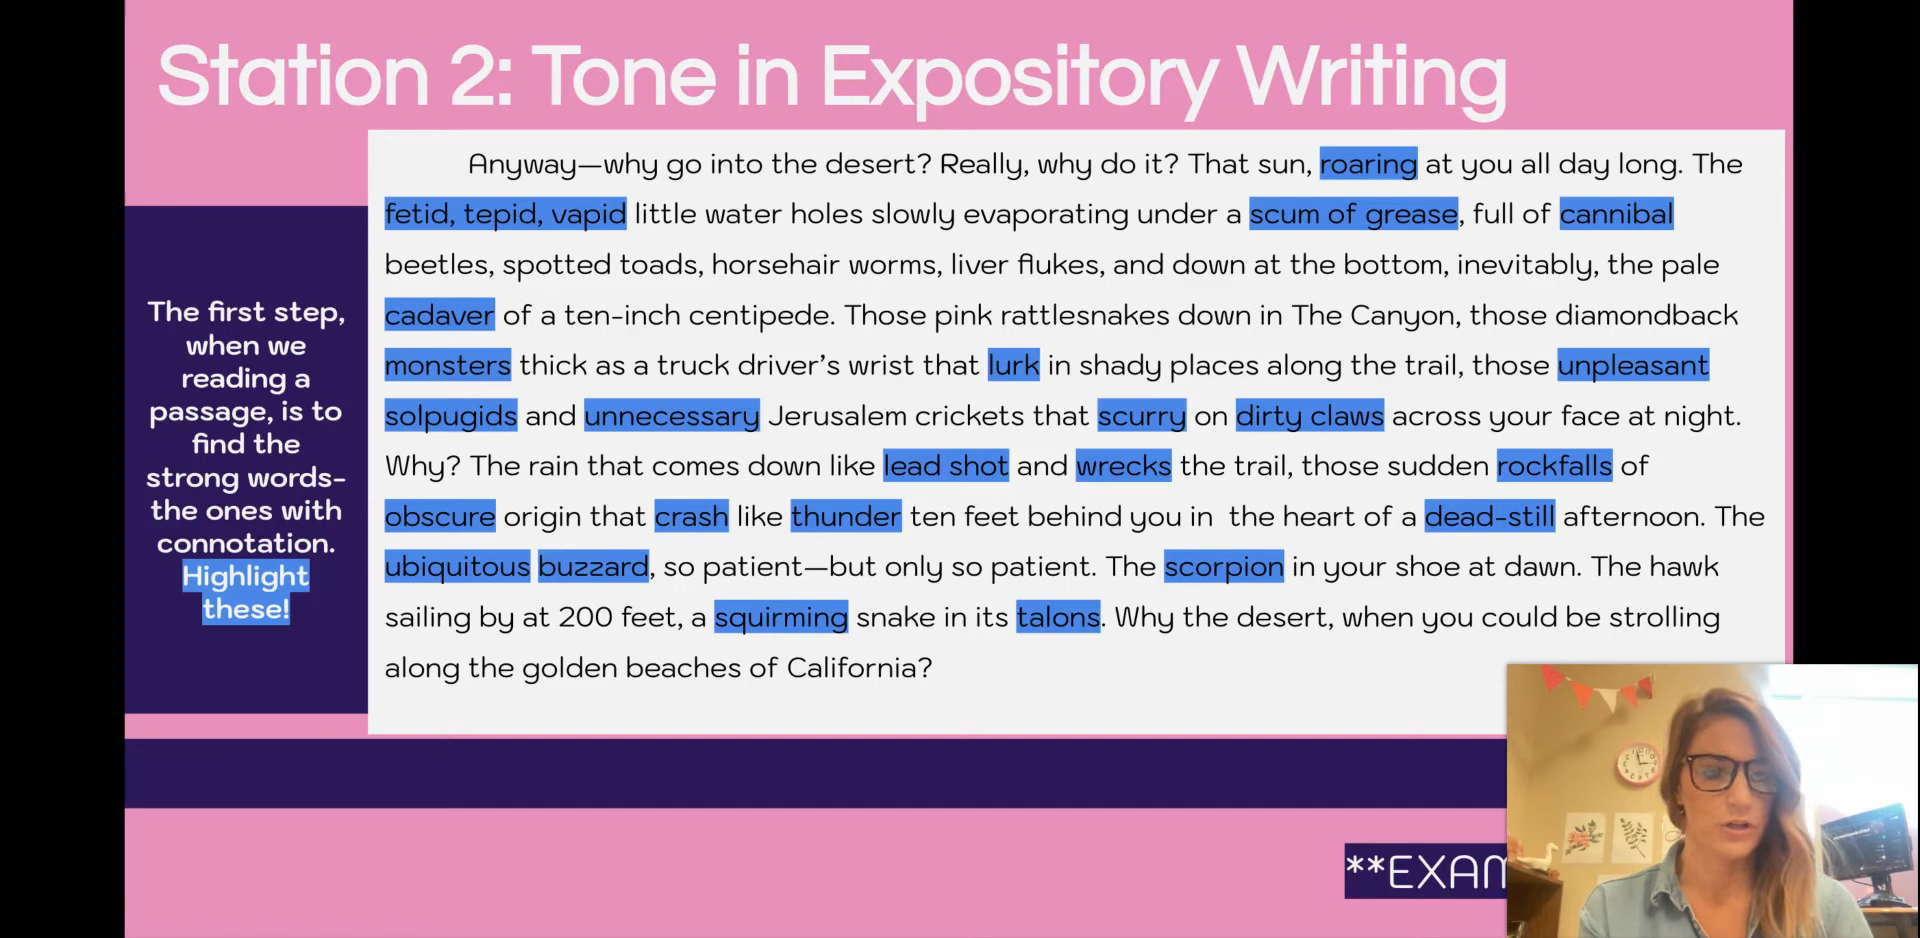 Station 2: Tone in Expository Writing
Anyway—why go into the desert? Really, why do it? That sun, roaring at you all day long. The
fetid, tepid, vapid little water holes slowly evaporating under a scum of grease, full of cannibal
beetles, spotted toads, horsehair worms, liver flukes, and down at the bottom, inevitably, the pale
cadaver of a ten-inch centipede. Those pink rattlesnakes down in The Canyon, those diamondback
monsters thick as a truck driver's wrist that lurk in shady places along the trail, those unpleasant
solpugids and unnecessary Jerusalem crickets that scurry on dirty claws across your face at night.
Why? The rain that comes down like lead shot and wrecks the trail, those sudden rockfalls of
obscure origin that crash like thunder ten feet behind you in the heart of a dead-still afternoon. The
ubiquitous buzzard, so patient—but only so patient. The scorpion in your shoe at dawn. The hawk
sailing by at 200 feet, a squirming snake in its talons. Why the desert, when you could be strolling
along the golden beaches of California?
The first step,
when we
reading a
passage, is to
find the
strong words-
the ones with
connotation.
Highlight
these!
**EXAM